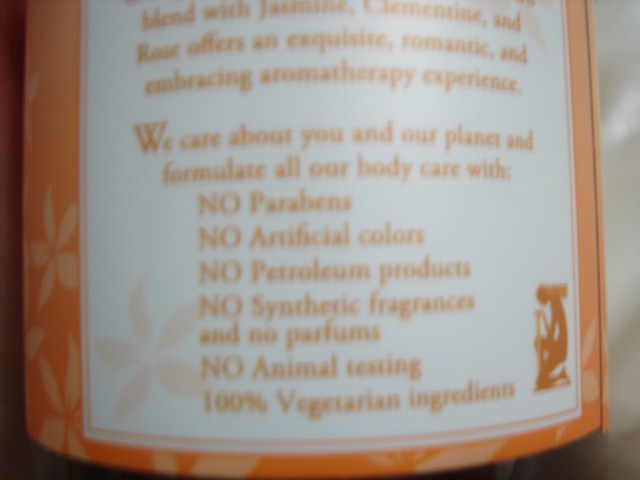 blend with Jasmine, Clementine, and
Rose offers an exquisite, romantic, and
embracing aromatherapy experience.
We care about you and our planet and
formulate all our body care with:
NO Parabens
NO Artificial colors
NO Petroleum products
NO Synthetic fragrances
and no parfums
NO Animal testing
100% Vegetarian ingredients